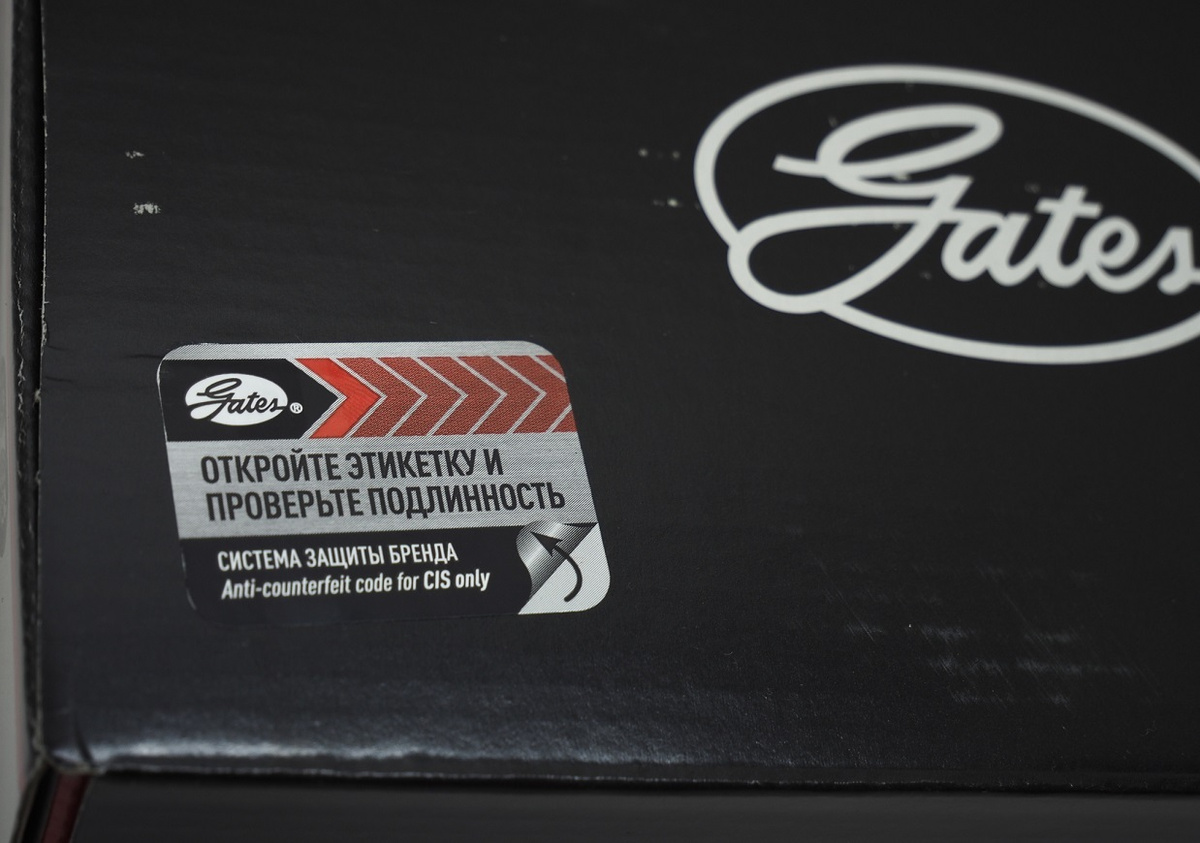 Gates
Gates®
ОТКРОЙТЕ ЭТИКЕТКУ И
ПРОВЕРЬТЕ ПОДЛИННОСТЬ
СИСТЕМА ЗАЩИТЫ БРЕНДА
Anti-counterfeit code for CIS only